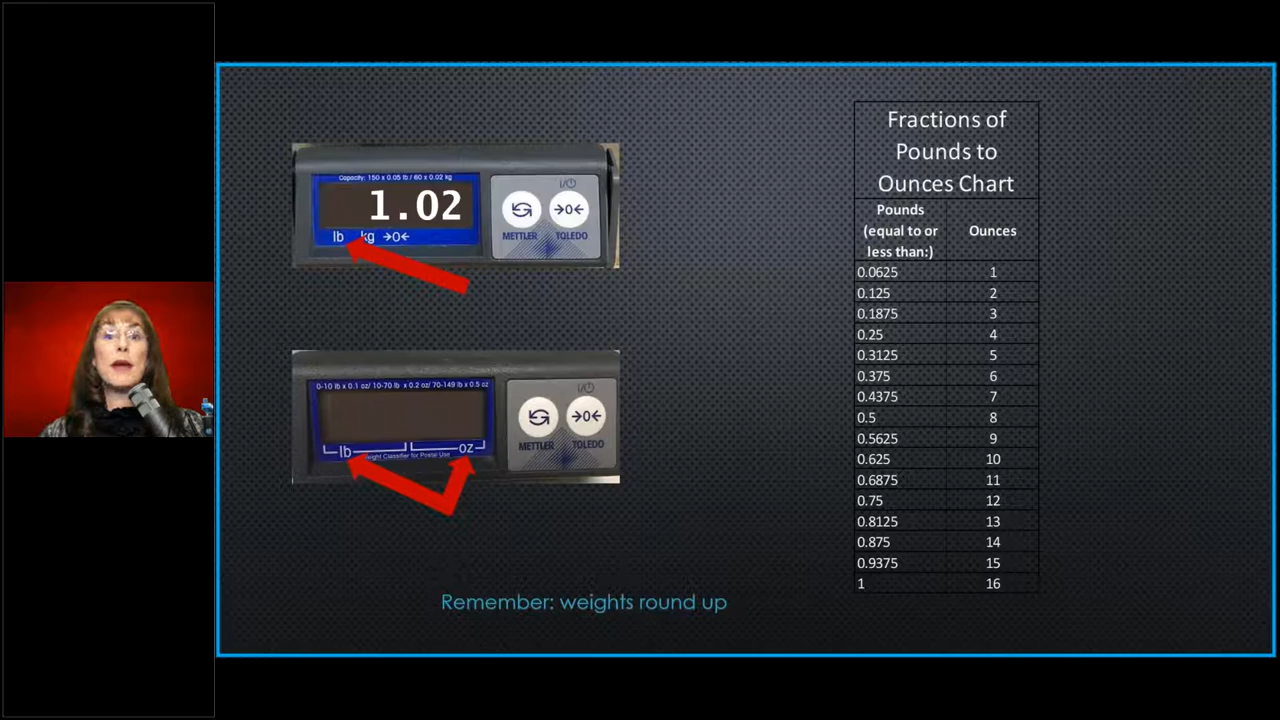 Capacity: 150 x 0.05 lb / 60 x 0.02 kg
1.02
lb kg →0←
I/⏻
→0←
METTLER TOLEDO
0-10 lb x 0.1 oz/ 10-70 lb x 0.2 oz/ 70-149 lb x 0.5 oz
lb oz
Weight Classifier for Postal Use
I/⏻
→0←
METTLER TOLEDO
Remember: weights round up
Fractions of
Pounds to
Ounces Chart
Pounds
(equal to or
less than:) Ounces
0.0625 1
0.125 2
0.1875 3
0.25 4
0.3125 5
0.375 6
0.4375 7
0.5 8
0.5625 9
0.625 10
0.6875 11
0.75 12
0.8125 13
0.875 14
0.9375 15
1 16